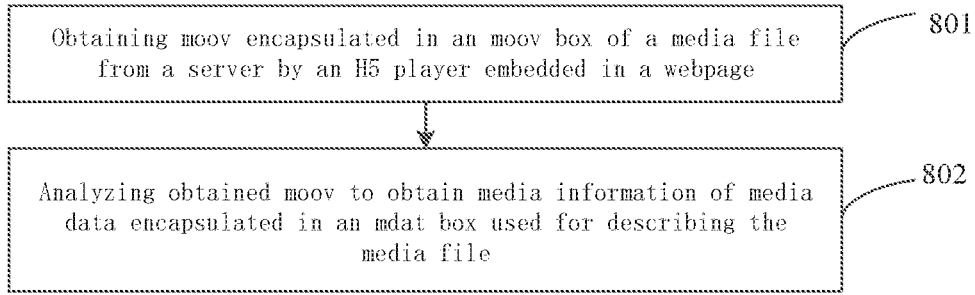 Obtaining moov encapsulated in an moov box of a media file
from a server by an H5 player embedded in a webpage
801
Analyzing obtained moov to obtain media information of media
data encapsulated in an mdat box used for describing the
media file
802